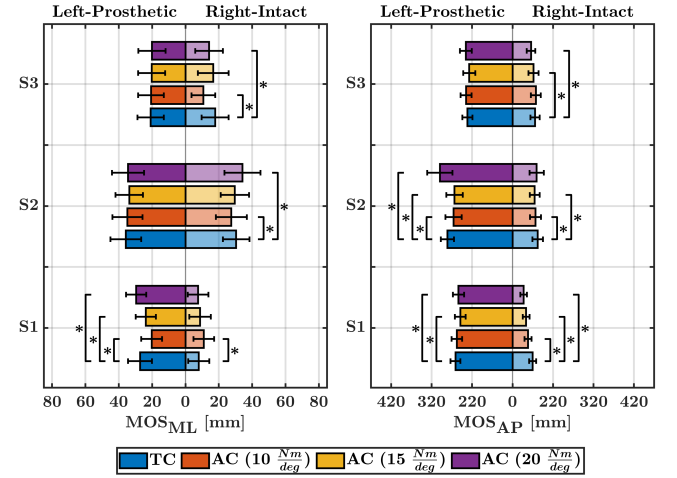 Left-Prosthetic Right-Intact
Left-Prosthetic Right-Intact
S3
*
*
S2
*
*
S1
*
*
*
*
80 60 40 20 0 20 40 60 80
MOS_ML [mm]
S3
*
*
S2
*
*
*
*
*
S1
*
*
*
*
*
420 320 220 0 220 320 420
MOS_AP [mm]
TC AC (10 Nm/deg) AC (15 Nm/deg) AC (20 Nm/deg)